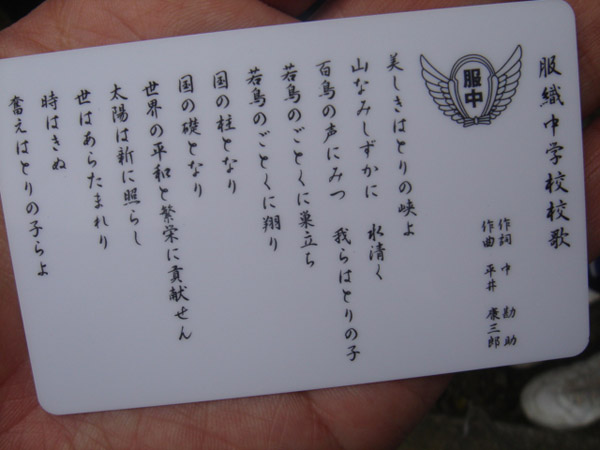 服織中学校校歌
作詞 中 勘助
作曲 平井 康三郎
服中
美しきはとりの峡よ
山なみしずかに 水清く
百鳥の声にみつ 我らはとりの子
若鳥のごとくに巣立ち
若鳥のごとくに翔り
国の柱となり
国の礎となり
世界の平和と繁栄に貢献せん
太陽は新に照らし
世はあらたまれり
時はきぬ
奮えはとりの子らよ